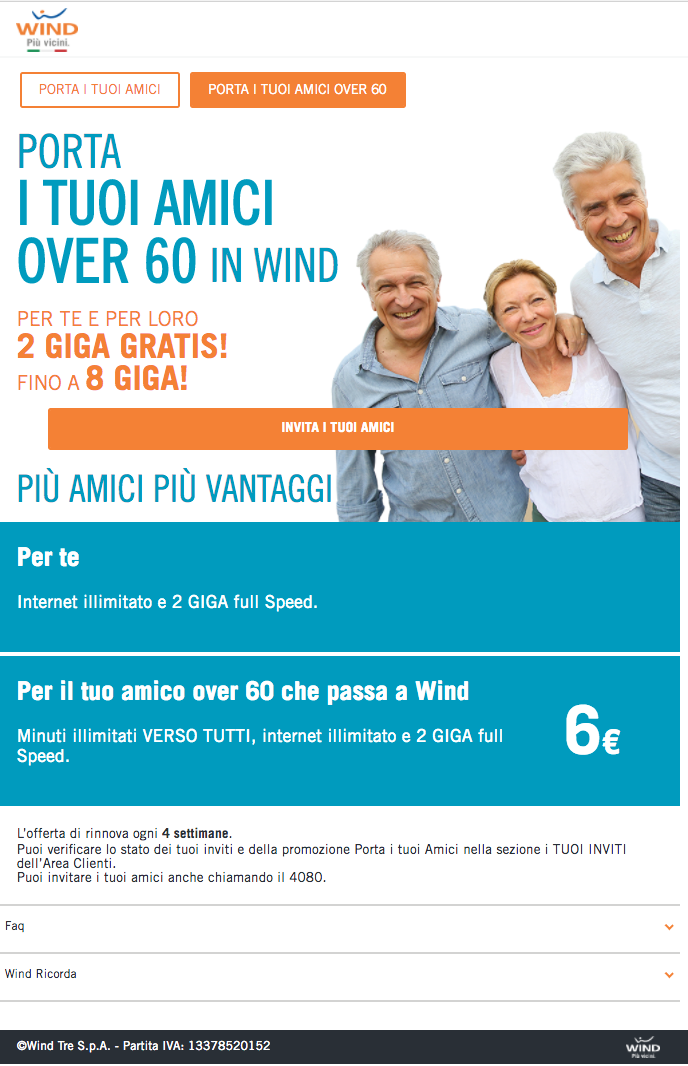 WIND
Più vicini.
PORTA I TUOI AMICI
PORTA I TUOI AMICI OVER 60
PORTA
I TUOI AMICI
OVER 60 IN WIND
PER TE E PER LORO
2 GIGA GRATIS!
FINO A 8 GIGA!
INVITA I TUOI AMICI
PIÙ AMICI PIÙ VANTAGGI
Per te
Internet illimitato e 2 GIGA full Speed.
Per il tuo amico over 60 che passa a Wind
Minuti illimitati VERSO TUTTI, internet illimitato e 2 GIGA full
Speed.
6€
L'offerta di rinnova ogni 4 settimane.
Puoi verificare lo stato dei tuoi inviti e della promozione Porta i tuoi Amici nella sezione i TUOI INVITI
dell'Area Clienti.
Puoi invitare i tuoi amici anche chiamando il 4080.
Faq
Wind Ricorda
©Wind Tre S.p.A. - Partita IVA: 13378520152
WIND
Più vicini.